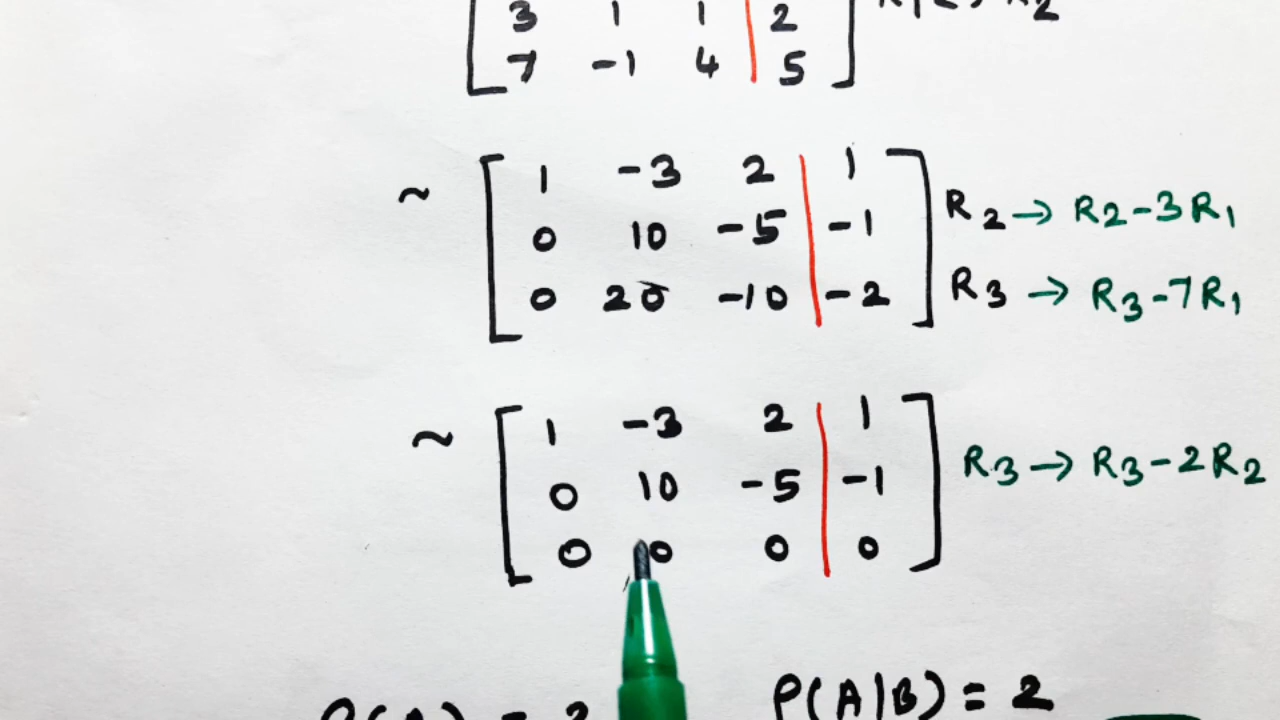 3 1 1 2
7 -1 4 5
~ 1 -3 2 1
0 10 -5 -1 R2 → R2-3R1
0 20 -10 -2 R3 → R3-7R1
~ 1 -3 2 1
0 10 -5 -1 R3 → R3-2R2
0 0 0 0
ρ(A|B) = 2